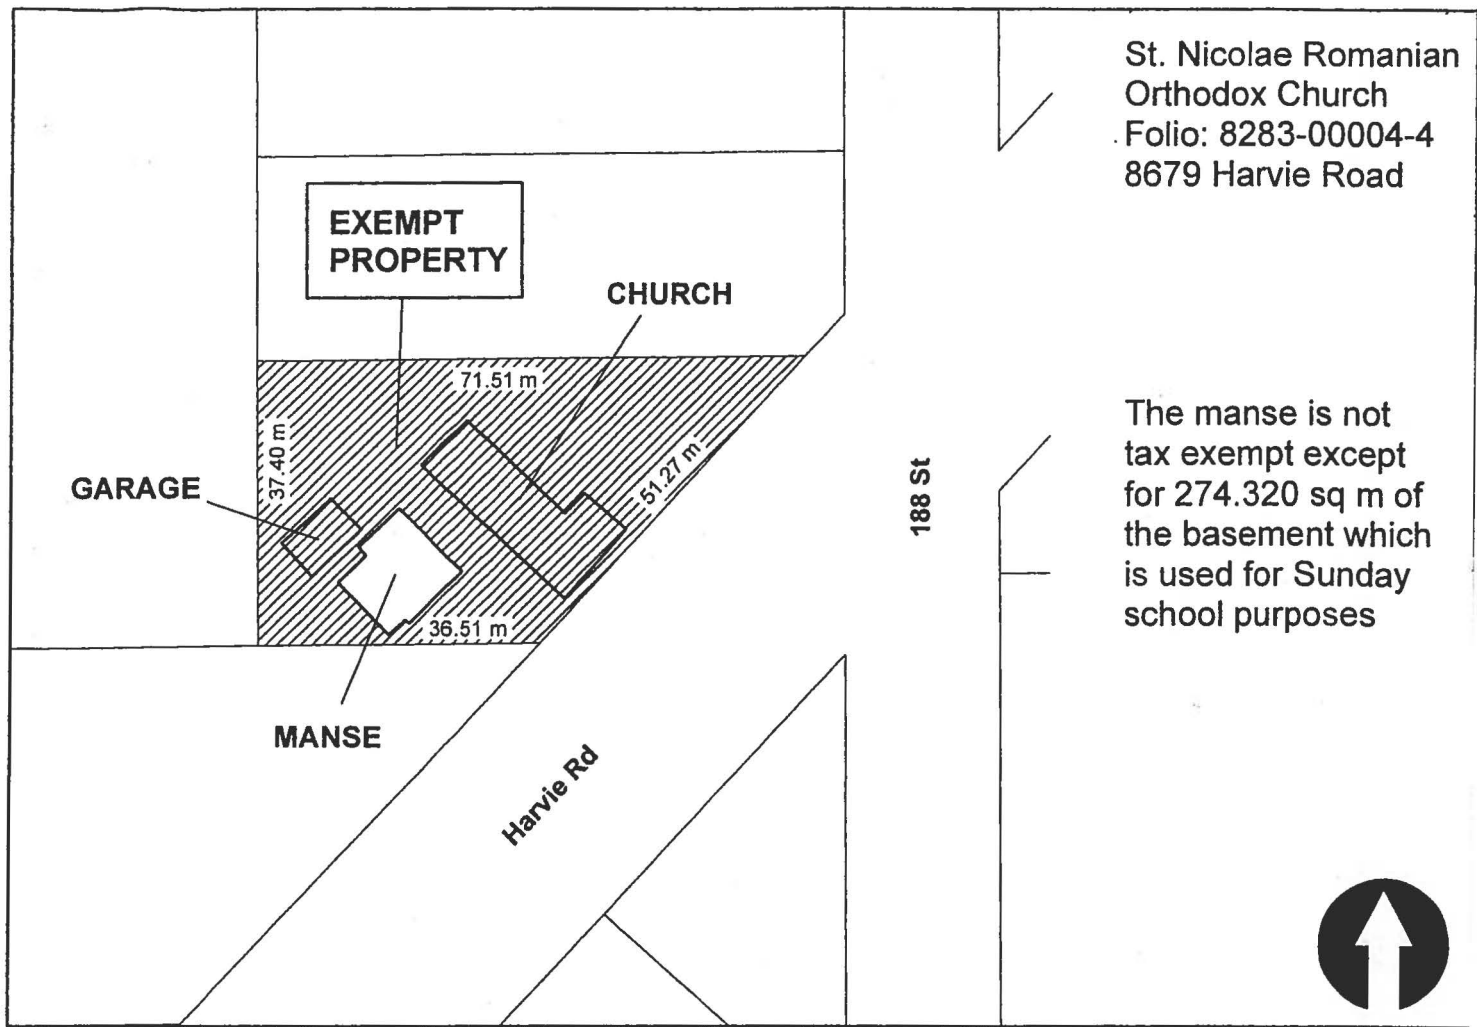 St. Nicolae Romanian
Orthodox Church
Folio: 8283-00004-4
8679 Harvie Road
EXEMPT
PROPERTY
CHURCH
71.51 m
37.40 m
51.27 m
GARAGE
36.51 m
MANSE
Harvie Rd
188 St
The manse is not
tax exempt except
for 274.320 sq m of
the basement which
is used for Sunday
school purposes